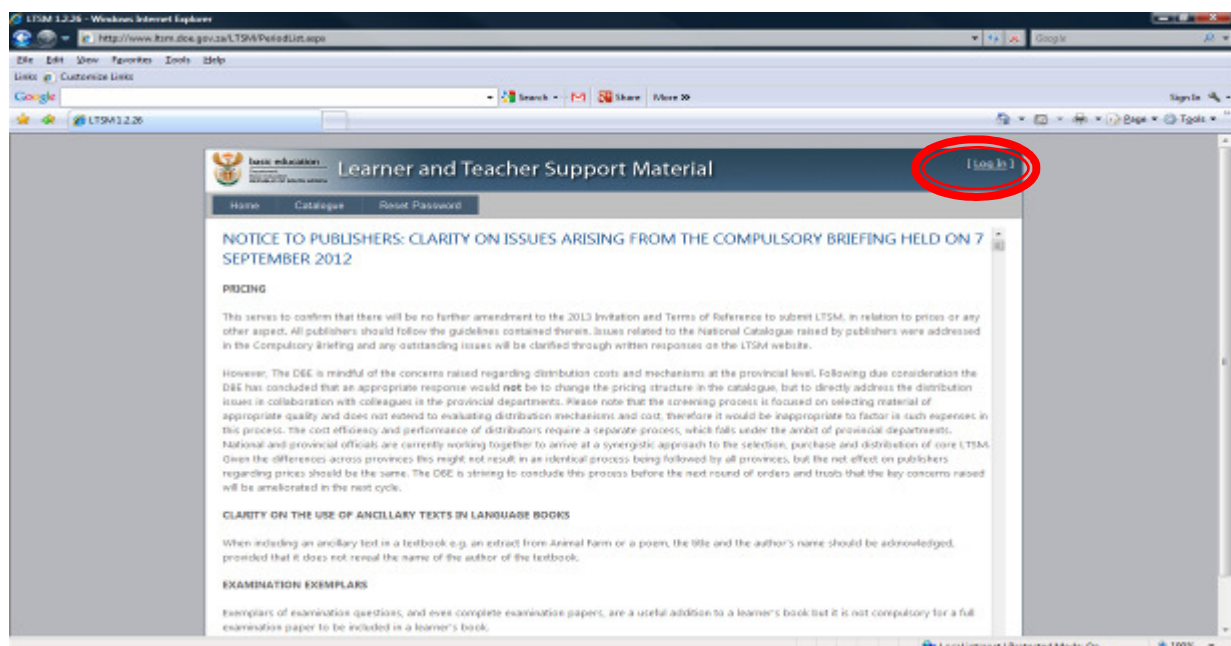 LTSM 1.2.26 - Windows Internet Explorer
http://www.ltsm.doe.gov.za/LTSM/PeriodList.aspx
Google
File Edit View Favorites Tools Help
Links Customize Links
Google Search Share More » Sign In
LTSM 1.2.26 Page Tools
basic education
Department:
REPUBLIC OF SOUTH AFRICA
Learner and Teacher Support Material
[ Log In ]
Home Catalogue Reset Password
NOTICE TO PUBLISHERS: CLARITY ON ISSUES ARISING FROM THE COMPULSORY BRIEFING HELD ON 7
SEPTEMBER 2012
PRICING
This serves to confirm that there will be no further amendment to the 2013 Invitation and Terms of Reference to submit LTSM, in relation to prices or any
other aspect. All publishers should follow the guidelines contained therein. Issues related to the National Catalogue raised by publishers were addressed
in the Compulsory Briefing and any outstanding issues will be clarified through written responses on the LTSM website.
However, The DBE is mindful of the concerns raised regarding distribution costs and mechanisms at the provincial level. Following due consideration the
DBE has concluded that an appropriate response would not be to change the pricing structure in the catalogue, but to directly address the distribution
issues in collaboration with colleagues in the provincial departments. Please note that the screening process is focused on selecting material of
appropriate quality and does not extend to evaluating distribution mechanisms and cost, therefore it would be inappropriate to factor in such expenses in
this process. The cost efficiency and performance of distributors require a separate process, which falls under the ambit of provincial departments.
National and provincial officials are currently working together to arrive at a synergistic approach to the selection, purchase and distribution of core LTSM.
Given the differences across provinces this might not result in an identical process being followed by all provinces, but the net effect on publishers
regarding prices should be the same. The DBE is striving to conclude this process before the next round of orders and trusts that the key concerns raised
will be ameliorated in the next cycle.
CLARITY ON THE USE OF ANCILLARY TEXTS IN LANGUAGE BOOKS
When including an ancillary text in a textbook e.g. an extract from Animal Farm or a poem, the title and the author's name should be acknowledged,
provided that it does not reveal the name of the author of the textbook.
EXAMINATION EXEMPLARS
Exemplars of examination questions, and even complete examination papers, are a useful addition to a learner's book but it is not compulsory for a full
examination paper to be included in a learner's book.
Local intranet | Protected Mode: On 100%